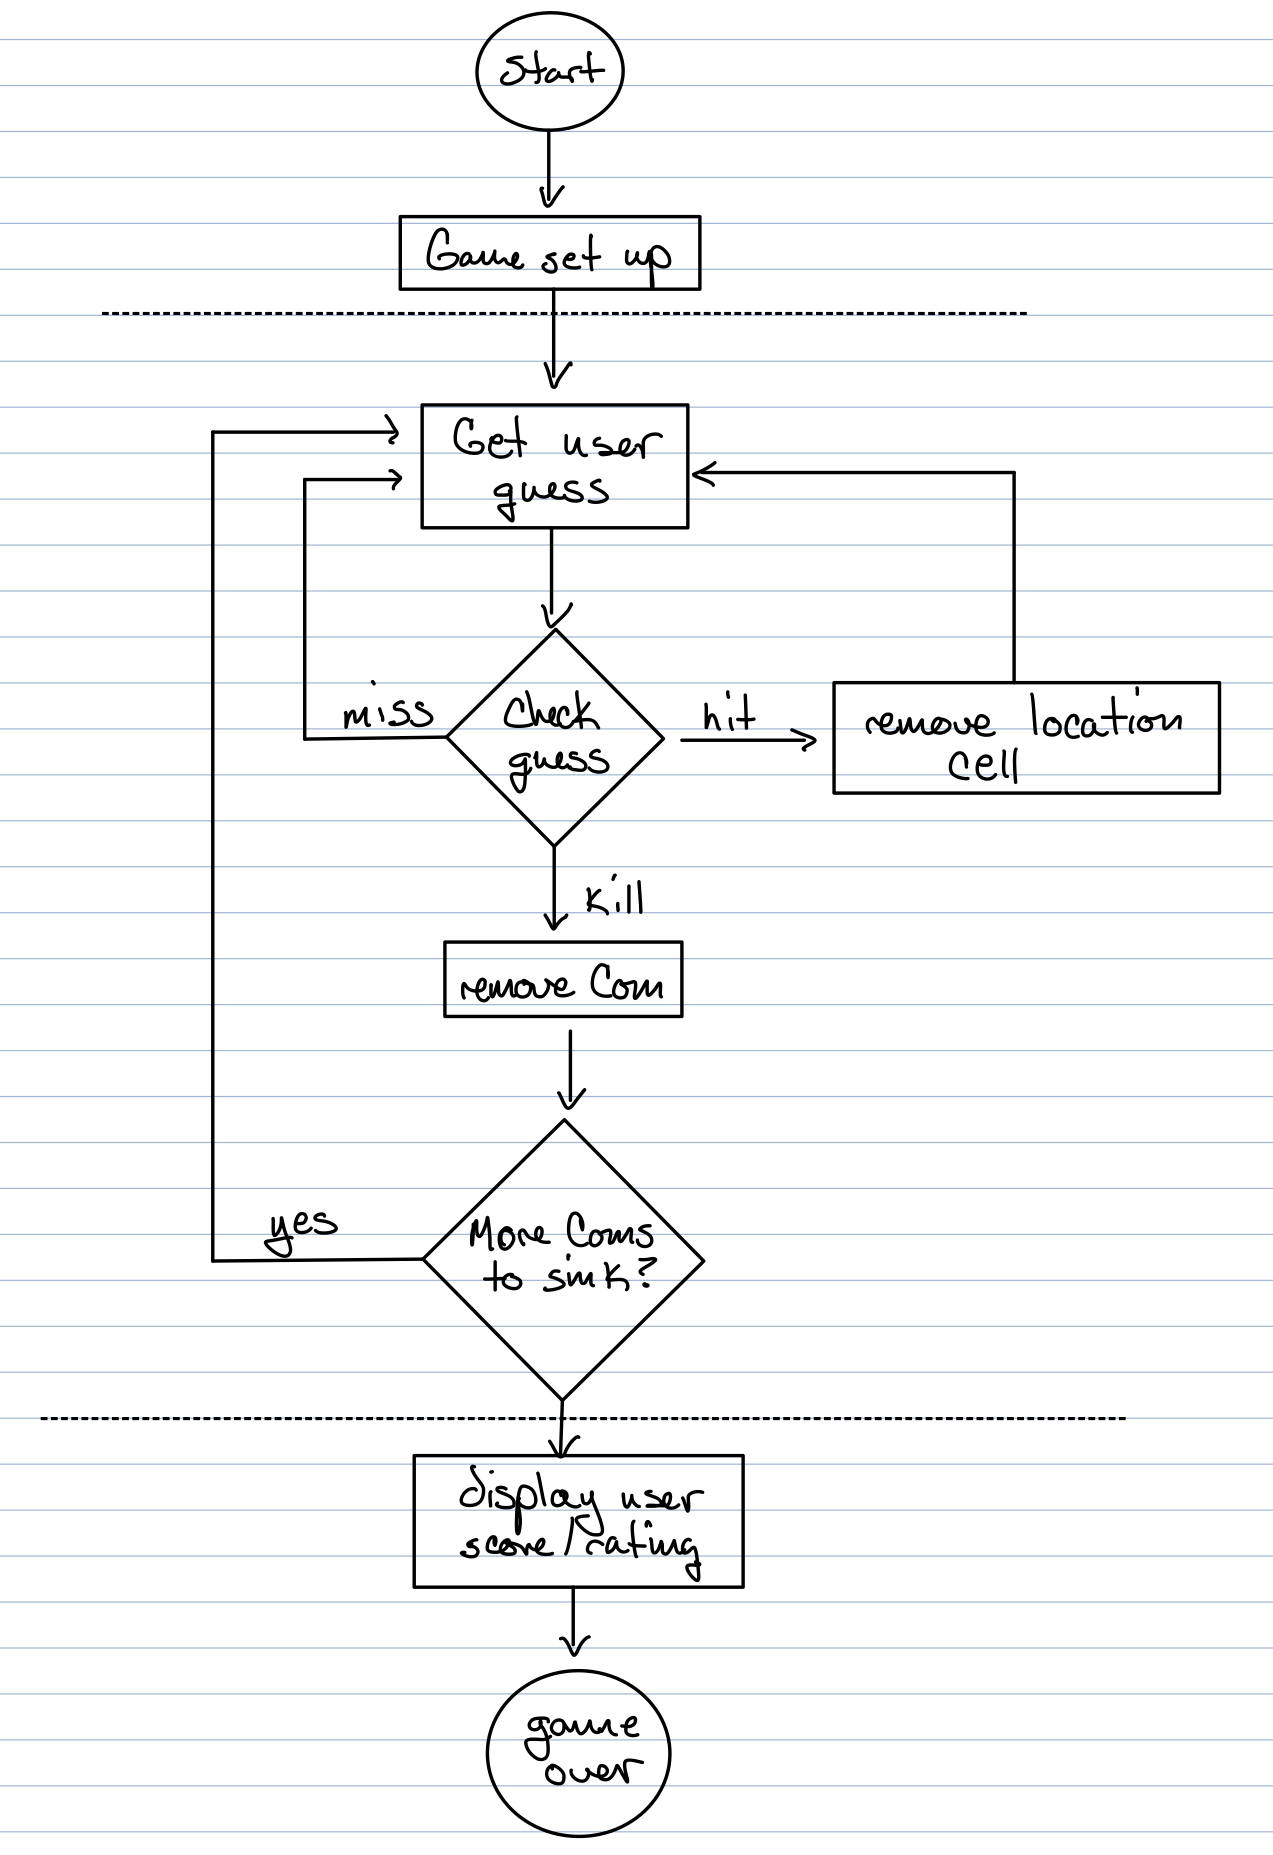 Start
Game set up
Get user
guess
miss
Check
guess
hit
remove location
cell
kill
remove Com
yes
More Coms
to sink?
display user
score/rating
game
over